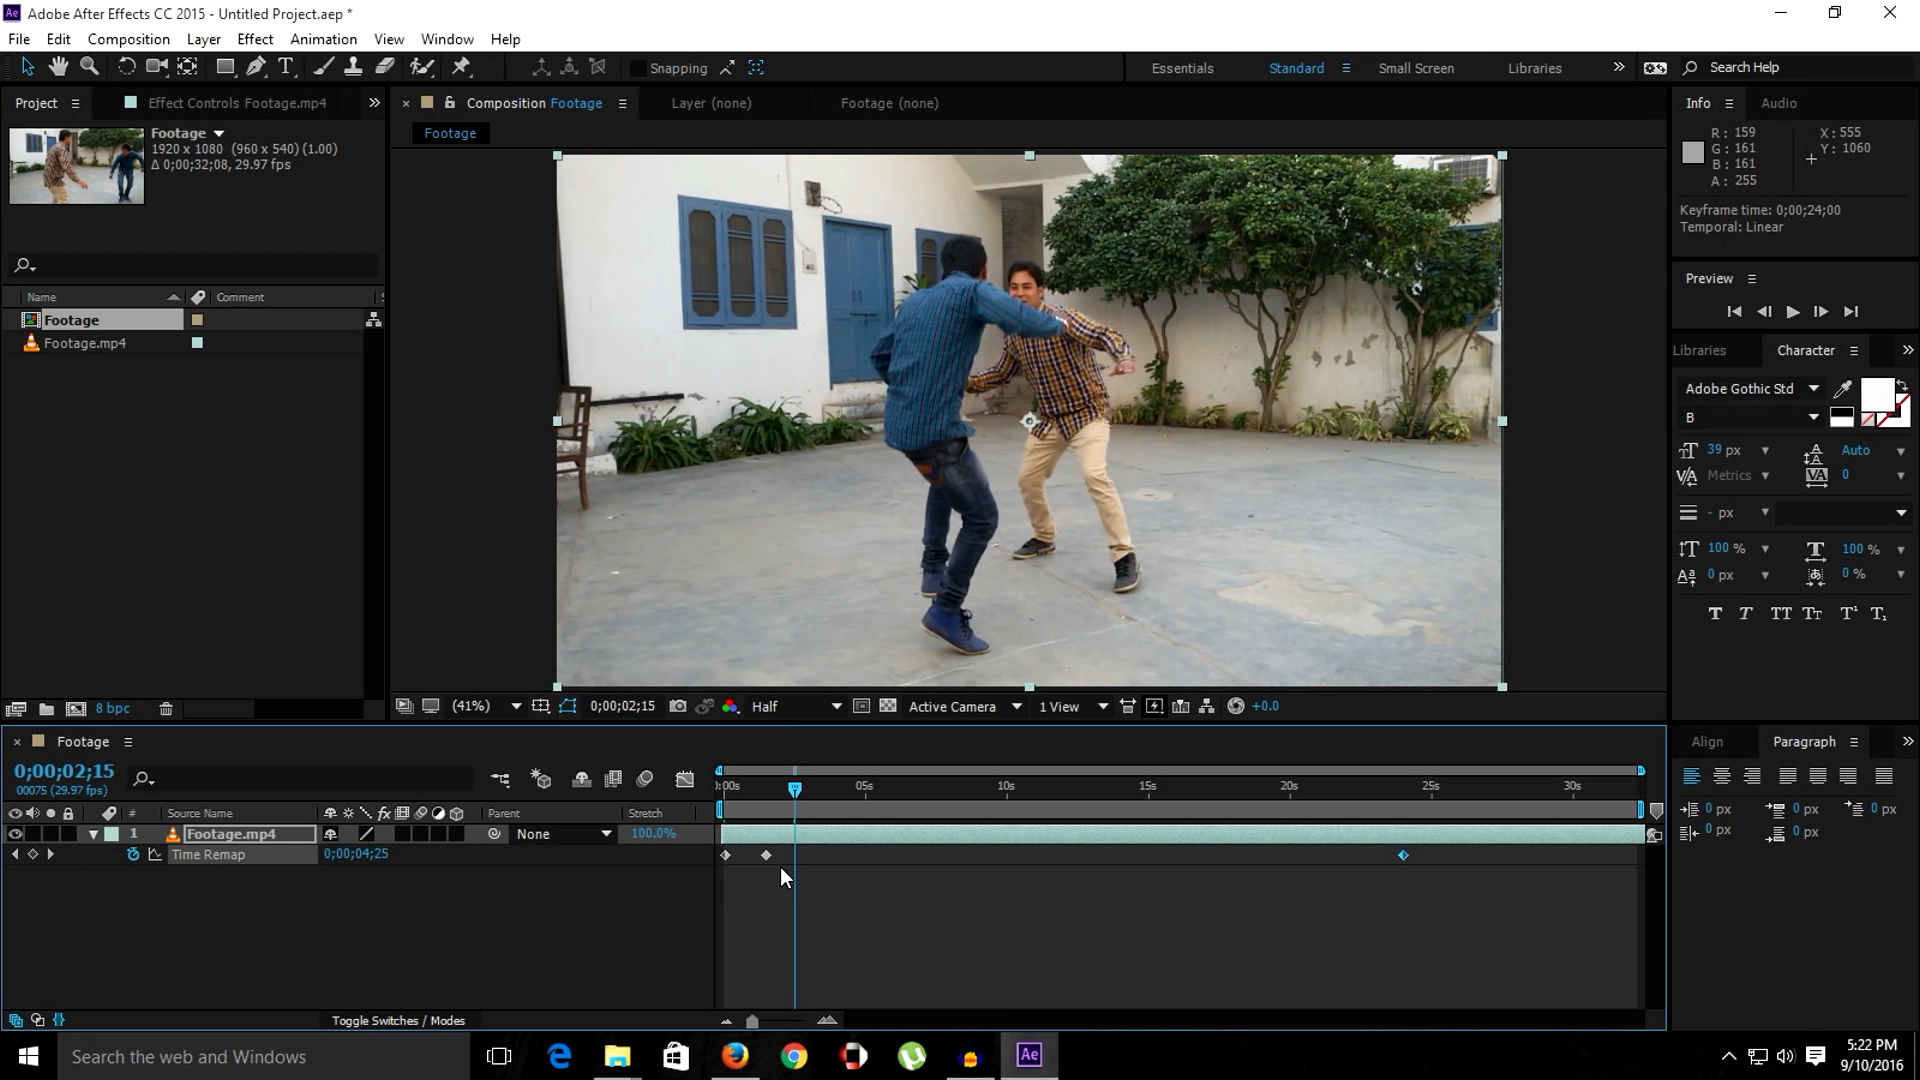 Adobe After Effects CC 2015 - Untitled Project.aep *
File Edit Composition Layer Effect Animation View Window Help
Snapping
Essentials Standard Small Screen Libraries Search Help
Project Effect Controls Footage.mp4
Composition Footage Layer (none) Footage (none)
Info Audio
Footage
1920 x 1080 (960 x 540) (1.00)
Δ 0;00;32;08, 29.97 fps
Footage
R: 159
G: 161
B: 161
A: 255
X: 555
Y: 1060
Keyframe time: 0;00;24;00
Temporal: Linear
Preview
Name Comment
Footage
Footage.mp4
Libraries Character
Adobe Gothic Std
B
39 px Auto
Metrics 0
- px
100 % 100 %
0 px 0 %
T T TT Tt T¹ T₁
8 bpc
(41%) 0;00;02;15 Half Active Camera 1 View +0.0
Footage
0;00;02;15
00075 (29.97 fps)
:00s 05s 10s 15s 20s 25s 30s
# Source Name fx Parent Stretch
1 Footage.mp4 None 100.0%
Time Remap 0;00;04;25
Toggle Switches / Modes
Align Paragraph
0 px 0 px 0 px
0 px 0 px
Search the web and Windows
Ae
5:22 PM
9/10/2016